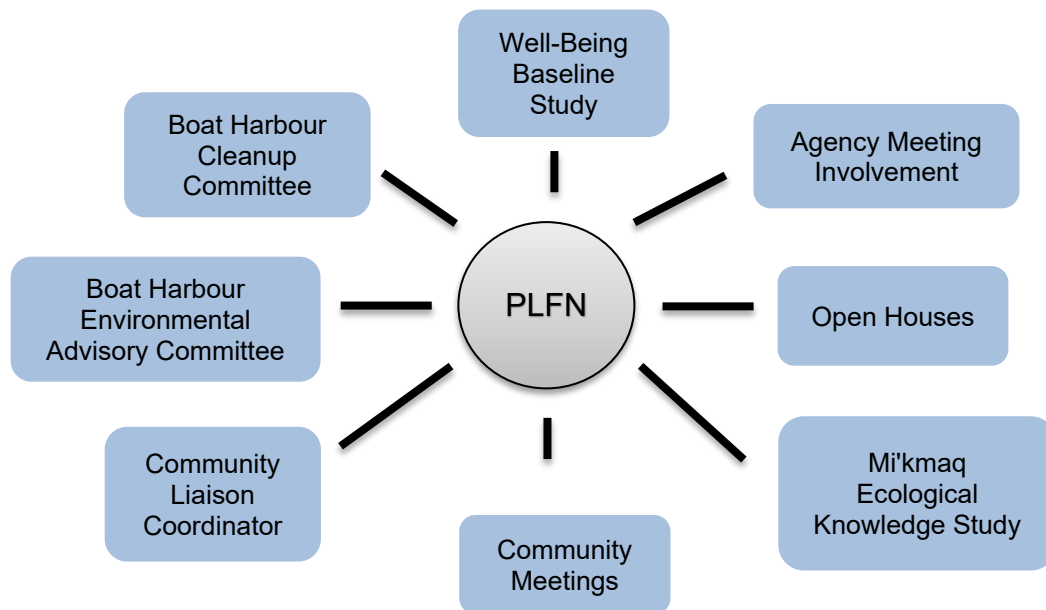 Well-Being
Baseline
Study
Boat Harbour
Cleanup
Committee
Agency Meeting
Involvement
Boat Harbour
Environmental
Advisory Committee
PLFN
Open Houses
Community
Liaison
Coordinator
Community
Meetings
Mi'kmaq
Ecological
Knowledge Study